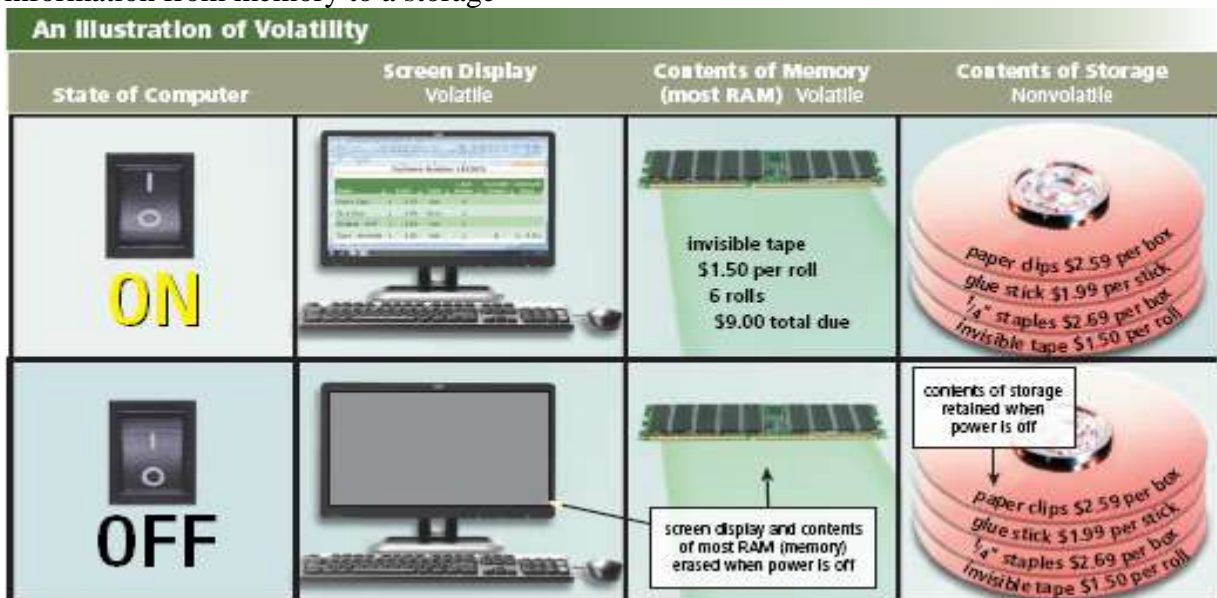 information from memory to a storage
An Illustration of Volatility
State of Computer
Screen Display
Volatile
Contents of Memory
(most RAM) Volatile
Contents of Storage
Nonvolatile
ON
invisible tape
$1.50 per roll
6 rolls
$9.00 total due
paper clips $2.59 per box
glue stick $1.99 per stick
1/4" staples $2.69 per box
invisible tape $1.50 per roll
OFF
screen display and contents
of most RAM (memory)
erased when power is off
contents of storage
retained when
power is off
paper clips $2.59 per box
glue stick $1.99 per stick
1/4" staples $2.69 per box
invisible tape $1.50 per roll